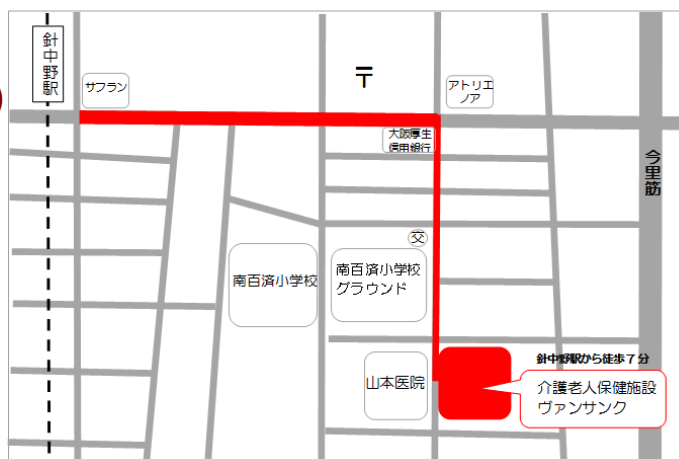 針中野駅
サフラン
〒
アトリエ
ノア
大阪厚生
信用銀行
今里筋
交
南百済小学校
南百済小学校
グラウンド
山本医院
針中野駅から徒歩7分
介護老人保健施設
ヴァンサンク